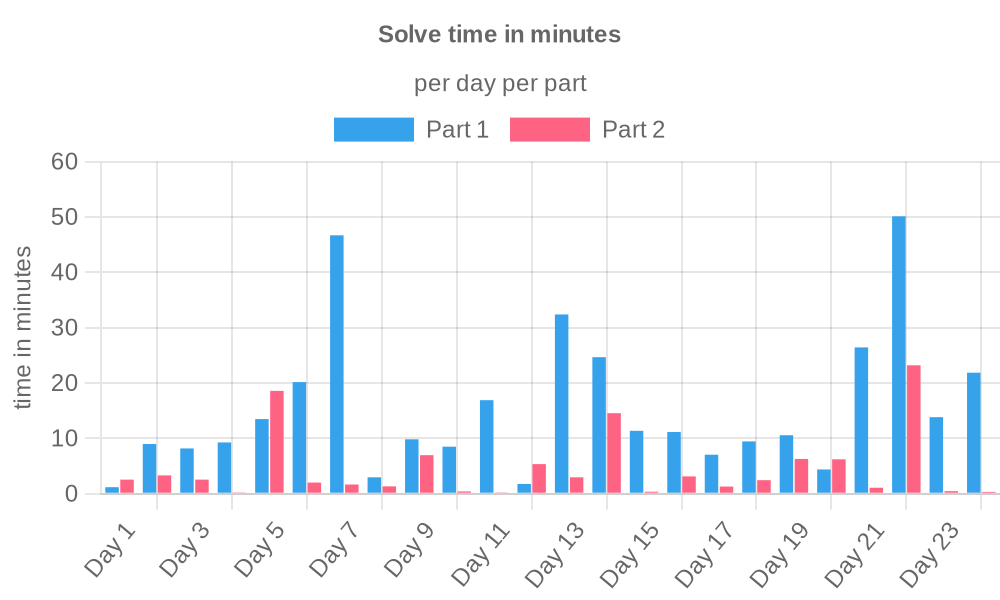 Solve time in minutes
per day per part
Part 1 Part 2
time in minutes
60
50
40
30
20
10
0
Day 1 Day 3 Day 5 Day 7 Day 9 Day 11 Day 13 Day 15 Day 17 Day 19 Day 21 Day 23